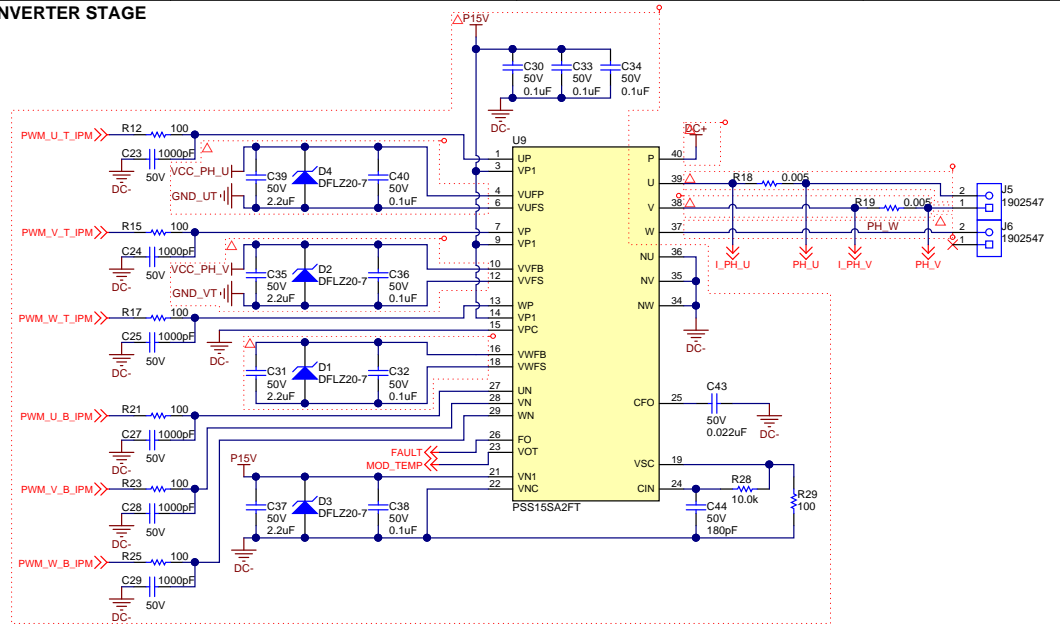 NVERTER STAGE
P15V
C30
50V
0.1uF
C33
50V
0.1uF
C34
50V
0.1uF
DC-
PWM_U_T_IPM
R12
100
C23
1000pF
50V
DC-
VCC_PH_U
GND_UT
C39
50V
2.2uF
D4
DFLZ20-7
C40
50V
0.1uF
PWM_V_T_IPM
R15
100
C24
1000pF
50V
DC-
VCC_PH_V
GND_VT
C35
50V
2.2uF
D2
DFLZ20-7
C36
50V
0.1uF
PWM_W_T_IPM
R17
100
C25
1000pF
50V
DC-
DC-
C31
50V
2.2uF
D1
DFLZ20-7
C32
50V
0.1uF
PWM_U_B_IPM
R21
100
C27
1000pF
50V
DC-
PWM_V_B_IPM
R23
100
C28
1000pF
50V
DC-
PWM_W_B_IPM
R25
100
C29
1000pF
50V
DC-
FAULT
MOD_TEMP
P15V
C37
50V
2.2uF
D3
DFLZ20-7
C38
50V
0.1uF
DC-
U9
1 UP
3 VP1
4 VUFP
6 VUFS
7 VP
9 VP1
10 VVFB
12 VVFS
13 WP
14 VP1
15 VPC
16 VWFB
18 VWFS
27 UN
28 VN
29 WN
26 FO
23 VOT
21 VN1
22 VNC
P 40
U 39
V 38
W 37
NU 36
NV 35
NW 34
CFO 25
VSC 19
CIN 24
PSS15SA2FT
DC+
R18
0.005
R19
0.005
PH_W
I_PH_U
PH_U
I_PH_V
PH_V
2
1
J5
1902547
2
1
J6
1902547
DC-
C43
50V
0.022uF
DC-
R28
10.0k
R29
100
C44
50V
180pF